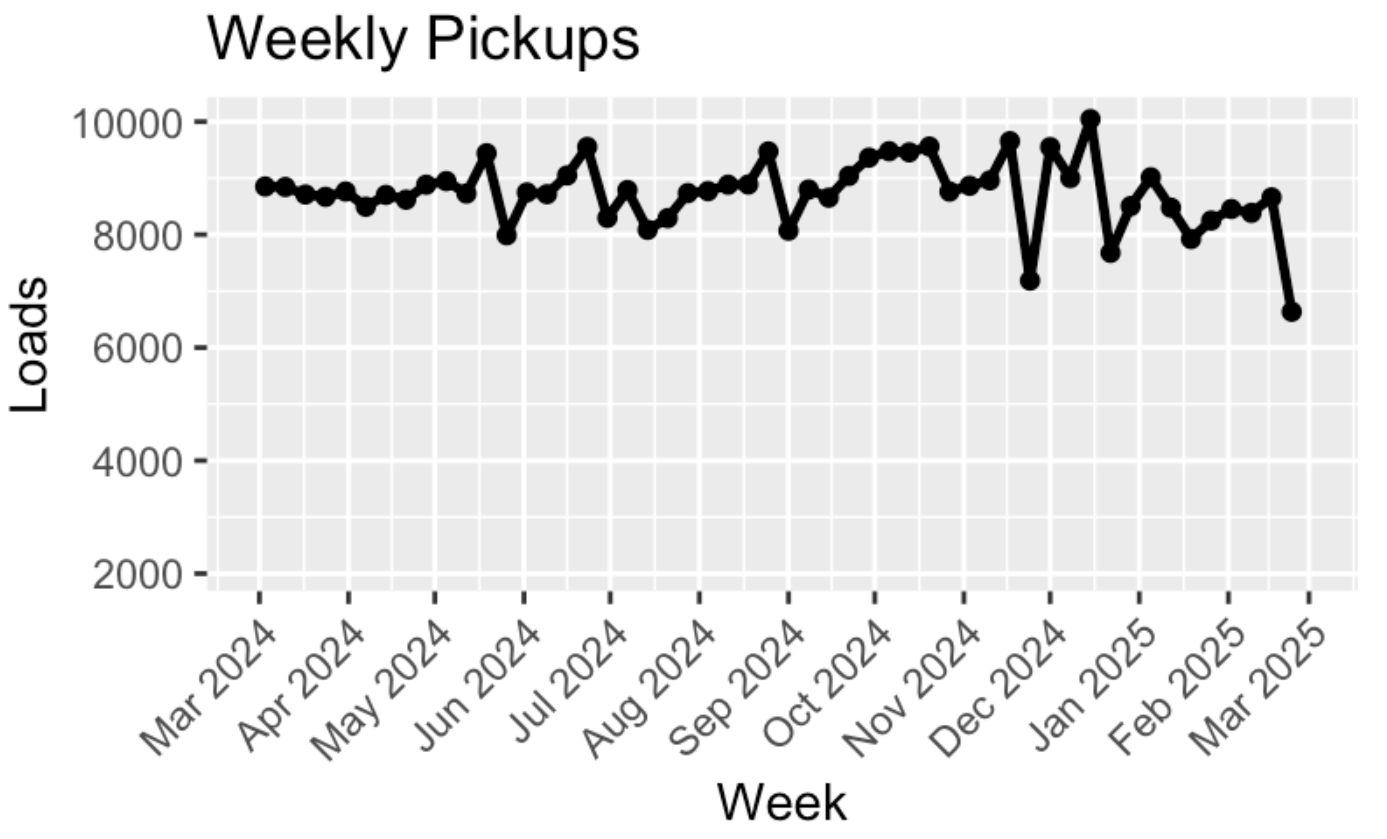 Weekly Pickups
10000
8000
6000
4000
2000
Loads
Mar 2024
Apr 2024
May 2024
Jun 2024
Jul 2024
Aug 2024
Sep 2024
Oct 2024
Nov 2024
Dec 2024
Jan 2025
Feb 2025
Mar 2025
Week